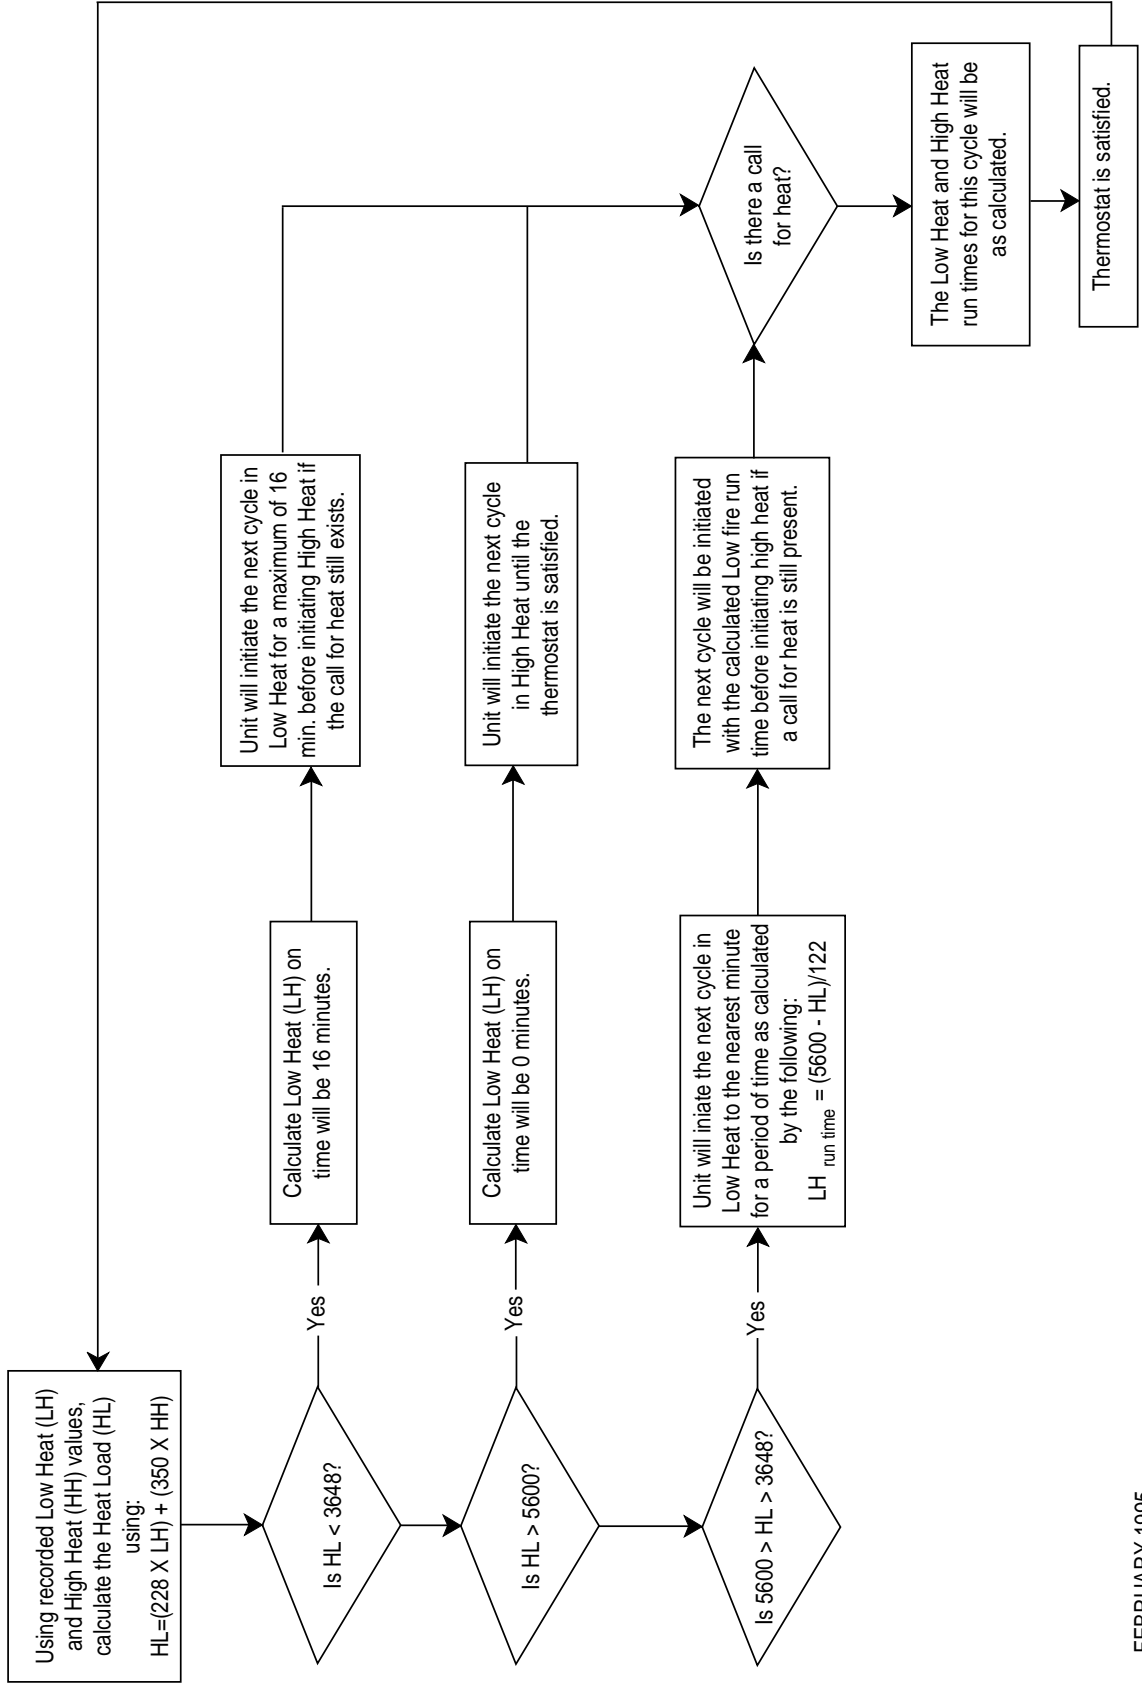 Using recorded Low Heat (LH)
and High Heat (HH) values,
calculate the Heat Load (HL)
using:
HL=(228 X LH) + (350 X HH)
Is HL < 3648?
Yes
Calculate Low Heat (LH) on
time will be 16 minutes.
Unit will initiate the next cycle in
Low Heat for a maximum of 16
min. before initiating High Heat if
the call for heat still exists.
Is HL > 5600?
Yes
Calculate Low Heat (LH) on
time will be 0 minutes.
Unit will initiate the next cycle
in High Heat until the
thermostat is satisfied.
Is 5600 > HL > 3648?
Yes
Unit will iniate the next cycle in
Low Heat to the nearest minute
for a period of time as calculated
by the following:
LH run time = (5600 - HL)/122
The next cycle will be initiated
with the calculated Low fire run
time before initiating high heat if
a call for heat is still present.
Is there a call
for heat?
The Low Heat and High Heat
run times for this cycle will be
as calculated.
Thermostat is satisfied.
FEBRUARY 1995